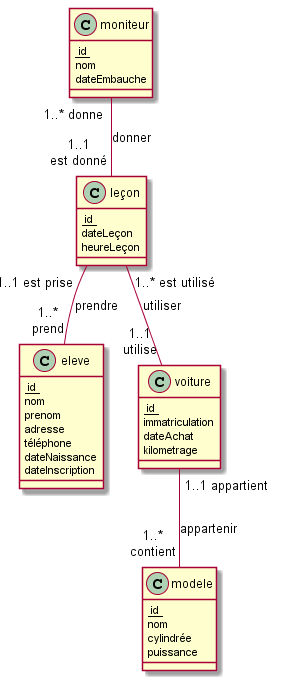 C moniteur
id
nom
dateEmbauche
1..* donne
donner
1..1
est donné
C leçon
id
dateLeçon
heureLeçon
1..1 est prise
1..* est utilisé
prendre
utiliser
1..*
prend
1..1
utilise
C eleve
id
nom
prenom
adresse
téléphone
dateNaissance
dateInscription
C voiture
id
immatriculation
dateAchat
kilometrage
1..1 appartient
appartenir
1..*
contient
C modele
id
nom
cylindrée
puissance